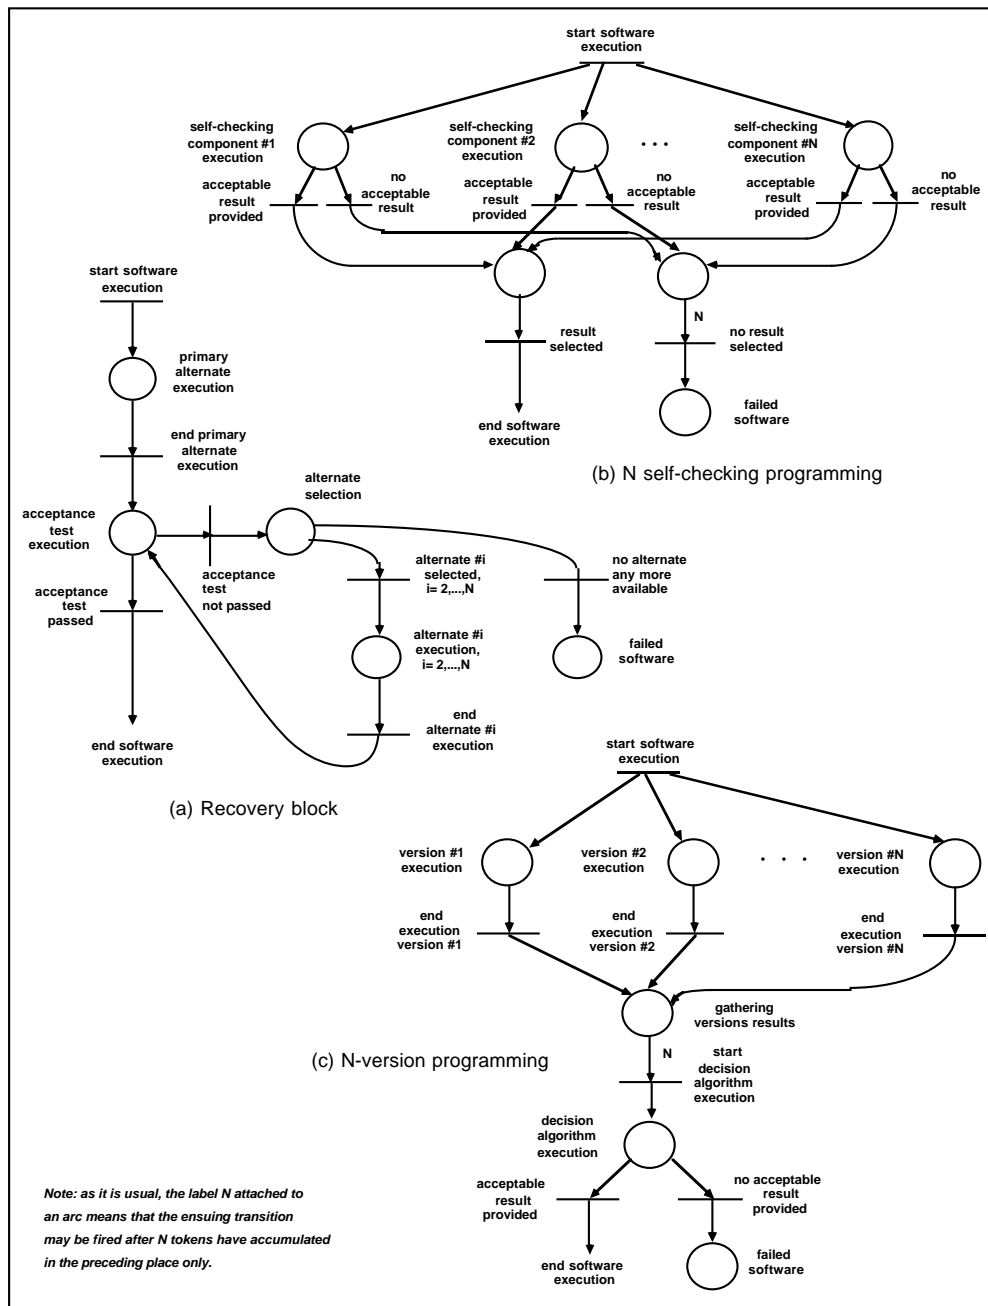 start software
execution
self-checking
component #1
execution
self-checking
component #2
execution
. . .
self-checking
component #N
execution
acceptable
result
provided
no
acceptable
result
acceptable
result
provided
no
acceptable
result
acceptable
result
provided
no
acceptable
result
N
result
selected
no result
selected
end software
execution
failed
software
(b) N self-checking programming
start software
execution
primary
alternate
execution
end primary
alternate
execution
acceptance
test
execution
alternate
selection
acceptance
test
not passed
acceptance
test
passed
alternate #i
selected,
i= 2,...,N
no alternate
any more
available
alternate #i
execution,
i= 2,...,N
failed
software
end
alternate #i
execution
end software
execution
(a) Recovery block
start software
execution
version #1
execution
version #2
execution
. . .
version #N
execution
end
execution
version #1
end
execution
version #2
end
execution
version #N
gathering
versions results
(c) N-version programming
N
start
decision
algorithm
execution
decision
algorithm
execution
acceptable
result
provided
no acceptable
result
provided
end software
execution
failed
software
Note: as it is usual, the label N attached to
an arc means that the ensuing transition
may be fired after N tokens have accumulated
in the preceding place only.